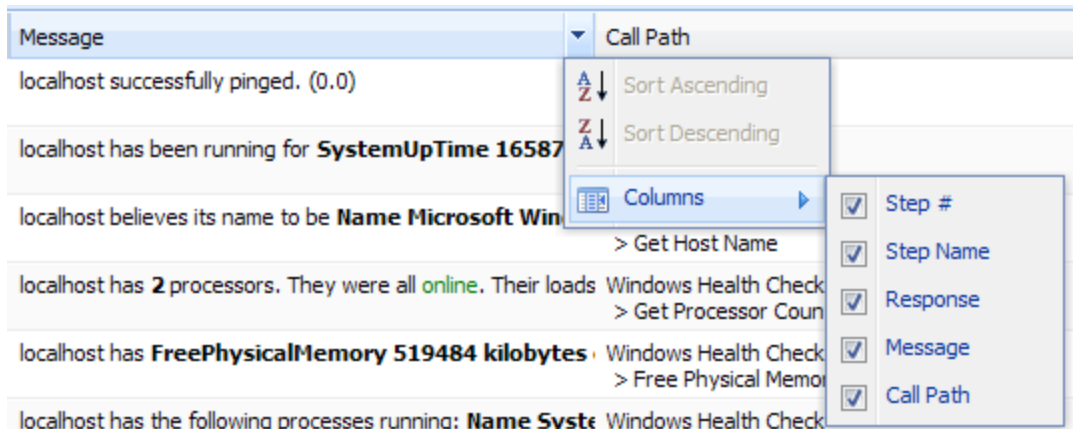 Message
Call Path
localhost successfully pinged. (0.0)
Sort Ascending
Sort Descending
localhost has been running for SystemUpTime 16587
Columns
Step #
Step Name
Response
Message
Call Path
localhost believes its name to be Name Microsoft Win
> Get Host Name
localhost has 2 processors. They were all online. Their loads
Windows Health Check
> Get Processor Coun
localhost has FreePhysicalMemory 519484 kilobytes
Windows Health Check
> Free Physical Memor
localhost has the following processes running: Name Syste
Windows Health Check